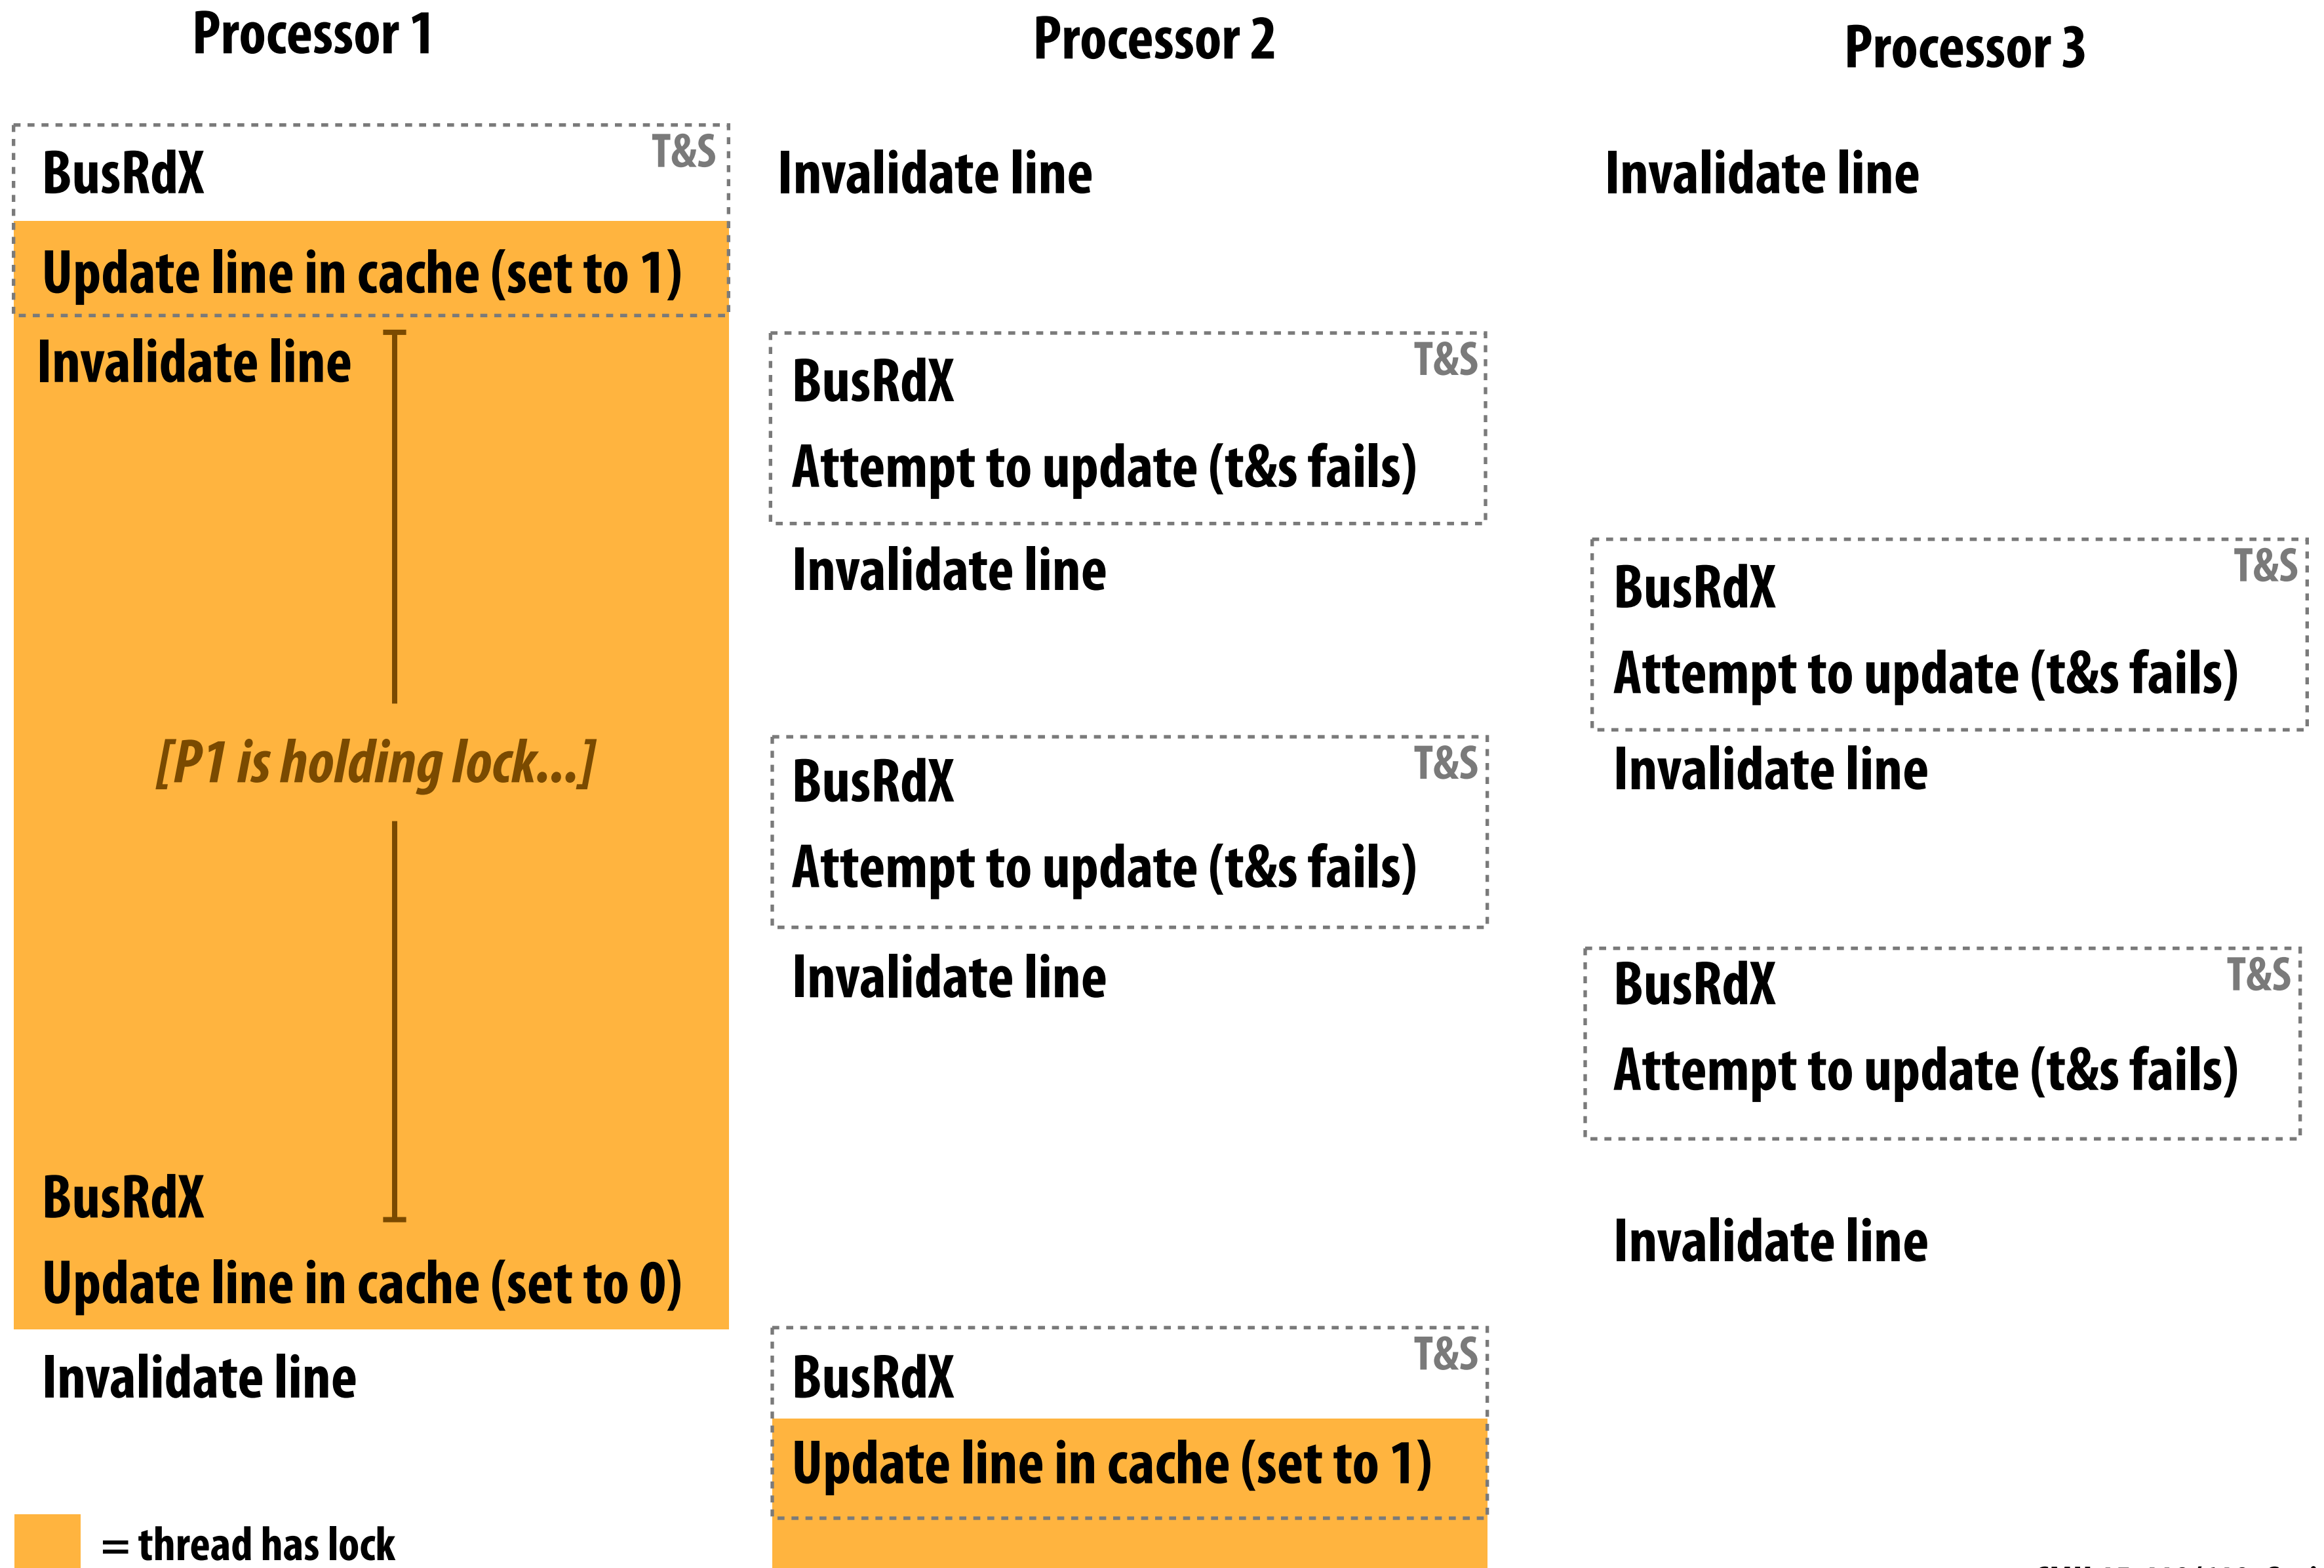 Processor 1
Processor 2
Processor 3
T&S
BusRdX
Update line in cache (set to 1)
Invalidate line
[P1 is holding lock...]
BusRdX
Update line in cache (set to 0)
Invalidate line
= thread has lock
Invalidate line
T&S
BusRdX
Attempt to update (t&s fails)
Invalidate line
T&S
BusRdX
Attempt to update (t&s fails)
Invalidate line
T&S
BusRdX
Update line in cache (set to 1)
Invalidate line
T&S
BusRdX
Attempt to update (t&s fails)
Invalidate line
T&S
BusRdX
Attempt to update (t&s fails)
Invalidate line